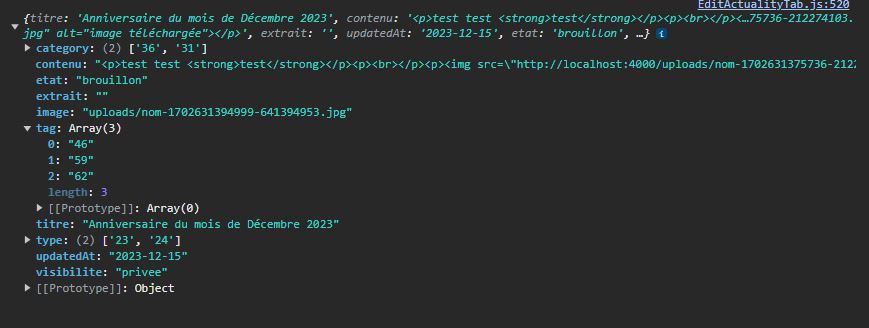 EditActualityTab.js:520
{titre: 'Anniversaire du mois de Décembre 2023', contenu: '<p>test test <strong>test</strong></p><p><br></p><…75736-212274103.
jpg" alt="image téléchargée"></p>', extrait: '', updatedAt: '2023-12-15', etat: 'brouillon', …}
category: (2) ['36', '31']
contenu: "<p>test test <strong>test</strong></p><p><br></p><p><img src=\"http://localhost:4000/uploads/nom-1702631375736-2122
etat: "brouillon"
extrait: ""
image: "uploads/nom-1702631394999-641394953.jpg"
tag: Array(3)
0: "46"
1: "59"
2: "62"
length: 3
[[Prototype]]: Array(0)
titre: "Anniversaire du mois de Décembre 2023"
type: (2) ['23', '24']
updatedAt: "2023-12-15"
visibilite: "privee"
[[Prototype]]: Object